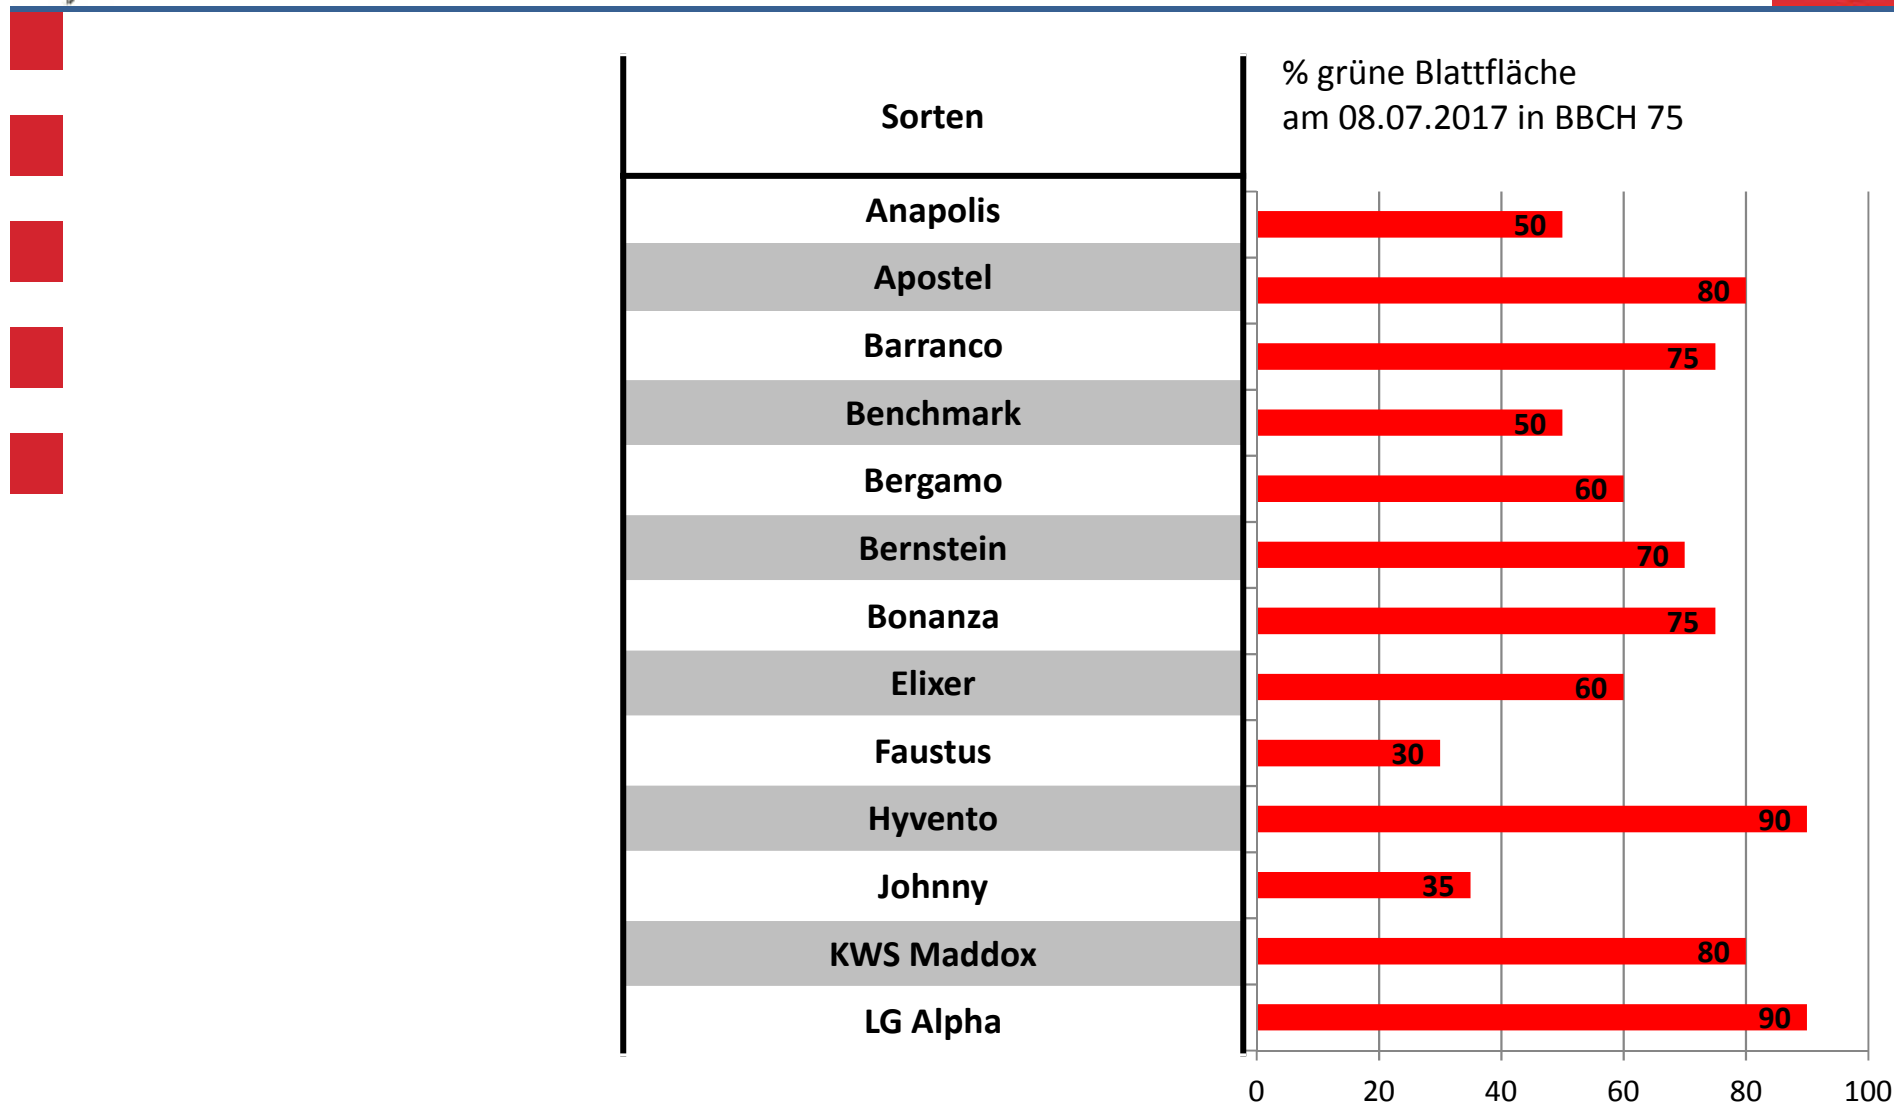 Sorten
% grüne Blattfläche
am 08.07.2017 in BBCH 75
Anapolis 50
Apostel 80
Barranco 75
Benchmark 50
Bergamo 60
Bernstein 70
Bonanza 75
Elixer 60
Faustus 30
Hyvento 90
Johnny 35
KWS Maddox 80
LG Alpha 90
0 20 40 60 80 100